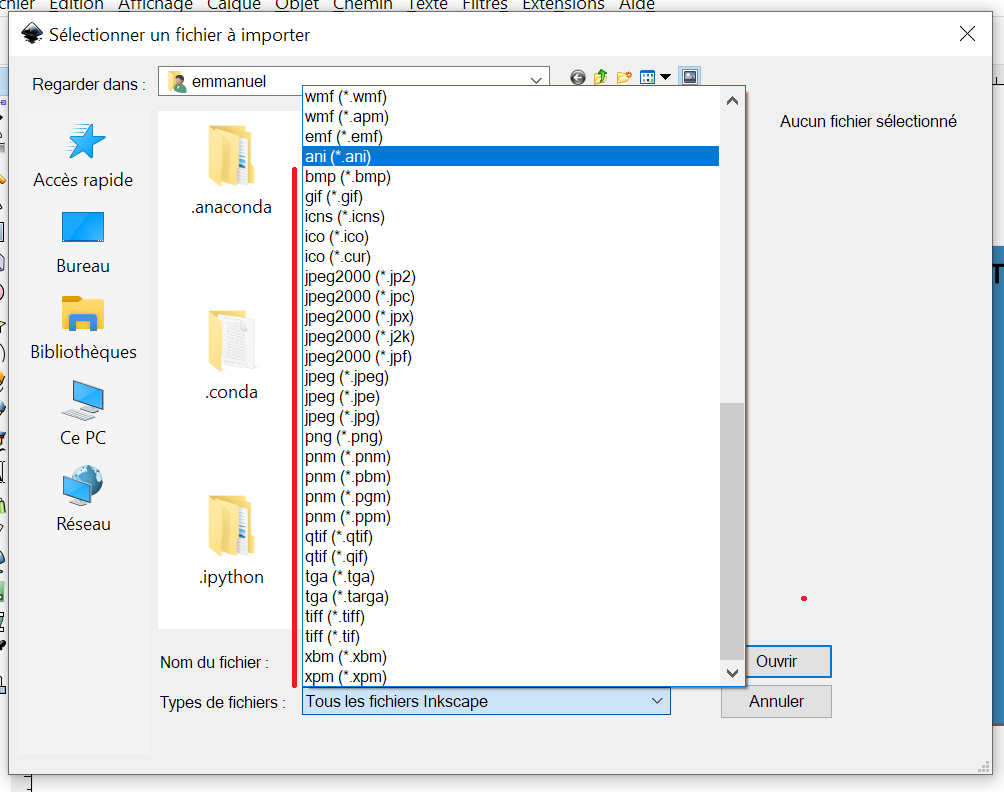 chier Edition Affichage Calque Objet Chemin Texte Filtres Extensions Aide
Sélectionner un fichier à importer
Regarder dans :
emmanuel
Aucun fichier sélectionné
Accès rapide
Bureau
Bibliothèques
Ce PC
Réseau
.anaconda
.conda
.ipython
wmf (*.wmf)
wmf (*.apm)
emf (*.emf)
ani (*.ani)
bmp (*.bmp)
gif (*.gif)
icns (*.icns)
ico (*.ico)
ico (*.cur)
jpeg2000 (*.jp2)
jpeg2000 (*.jpc)
jpeg2000 (*.jpx)
jpeg2000 (*.j2k)
jpeg2000 (*.jpf)
jpeg (*.jpeg)
jpeg (*.jpe)
jpeg (*.jpg)
png (*.png)
pnm (*.pnm)
pnm (*.pbm)
pnm (*.pgm)
pnm (*.ppm)
qtif (*.qtif)
qtif (*.qif)
tga (*.tga)
tga (*.targa)
tiff (*.tiff)
tiff (*.tif)
xbm (*.xbm)
xpm (*.xpm)
Nom du fichier :
Ouvrir
Types de fichiers :
Tous les fichiers Inkscape
Annuler
T